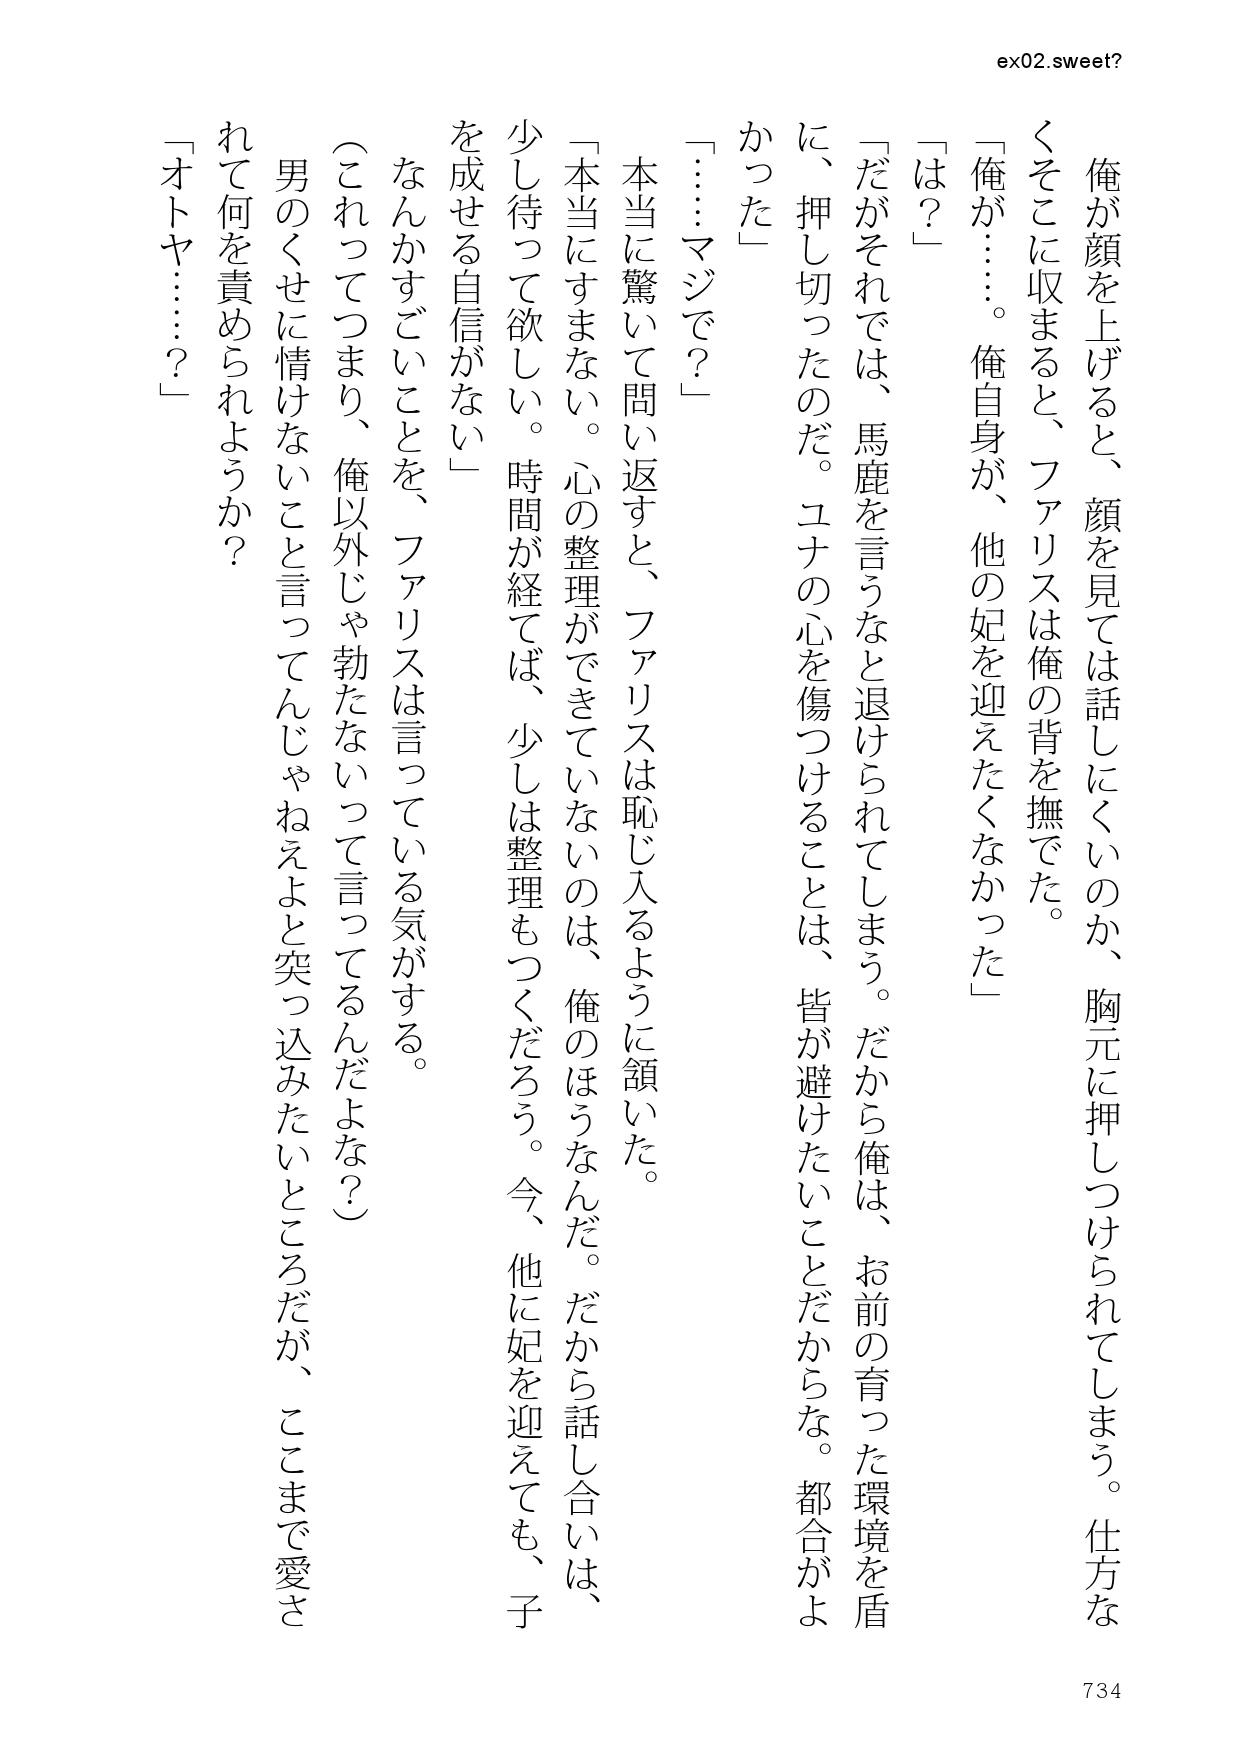 ex02.sweet?
　俺が顔を上げると、顔を見ては話しにくいのか、胸元に押しつけられてしまう。仕方な
くそこに収まると、ファリスは俺の背を撫でた。
「俺が……。俺自身が、他の妃を迎えたくなかった」
「は？」
「だがそれでは、馬鹿を言うなと退けられてしまう。だから俺は、お前の育った環境を盾
に、押し切ったのだ。ユナの心を傷つけることは、皆が避けたいことだからな。都合がよ
かった」
「……マジで？」
　本当に驚いて問い返すと、ファリスは恥じ入るように頷いた。
「本当にすまない。心の整理ができていないのは、俺のほうなんだ。だから話し合いは、
少し待って欲しい。時間が経てば、少しは整理もつくだろう。今、他に妃を迎えても、子
を成せる自信がない」
　なんかすごいことを、ファリスは言っている気がする。
（これってつまり、俺以外じゃ勃たないって言ってるんだよな？）
　男のくせに情けないこと言ってんじゃねえよと突っ込みたいところだが、ここまで愛さ
れて何を責められようか？
「オトヤ……？」
734